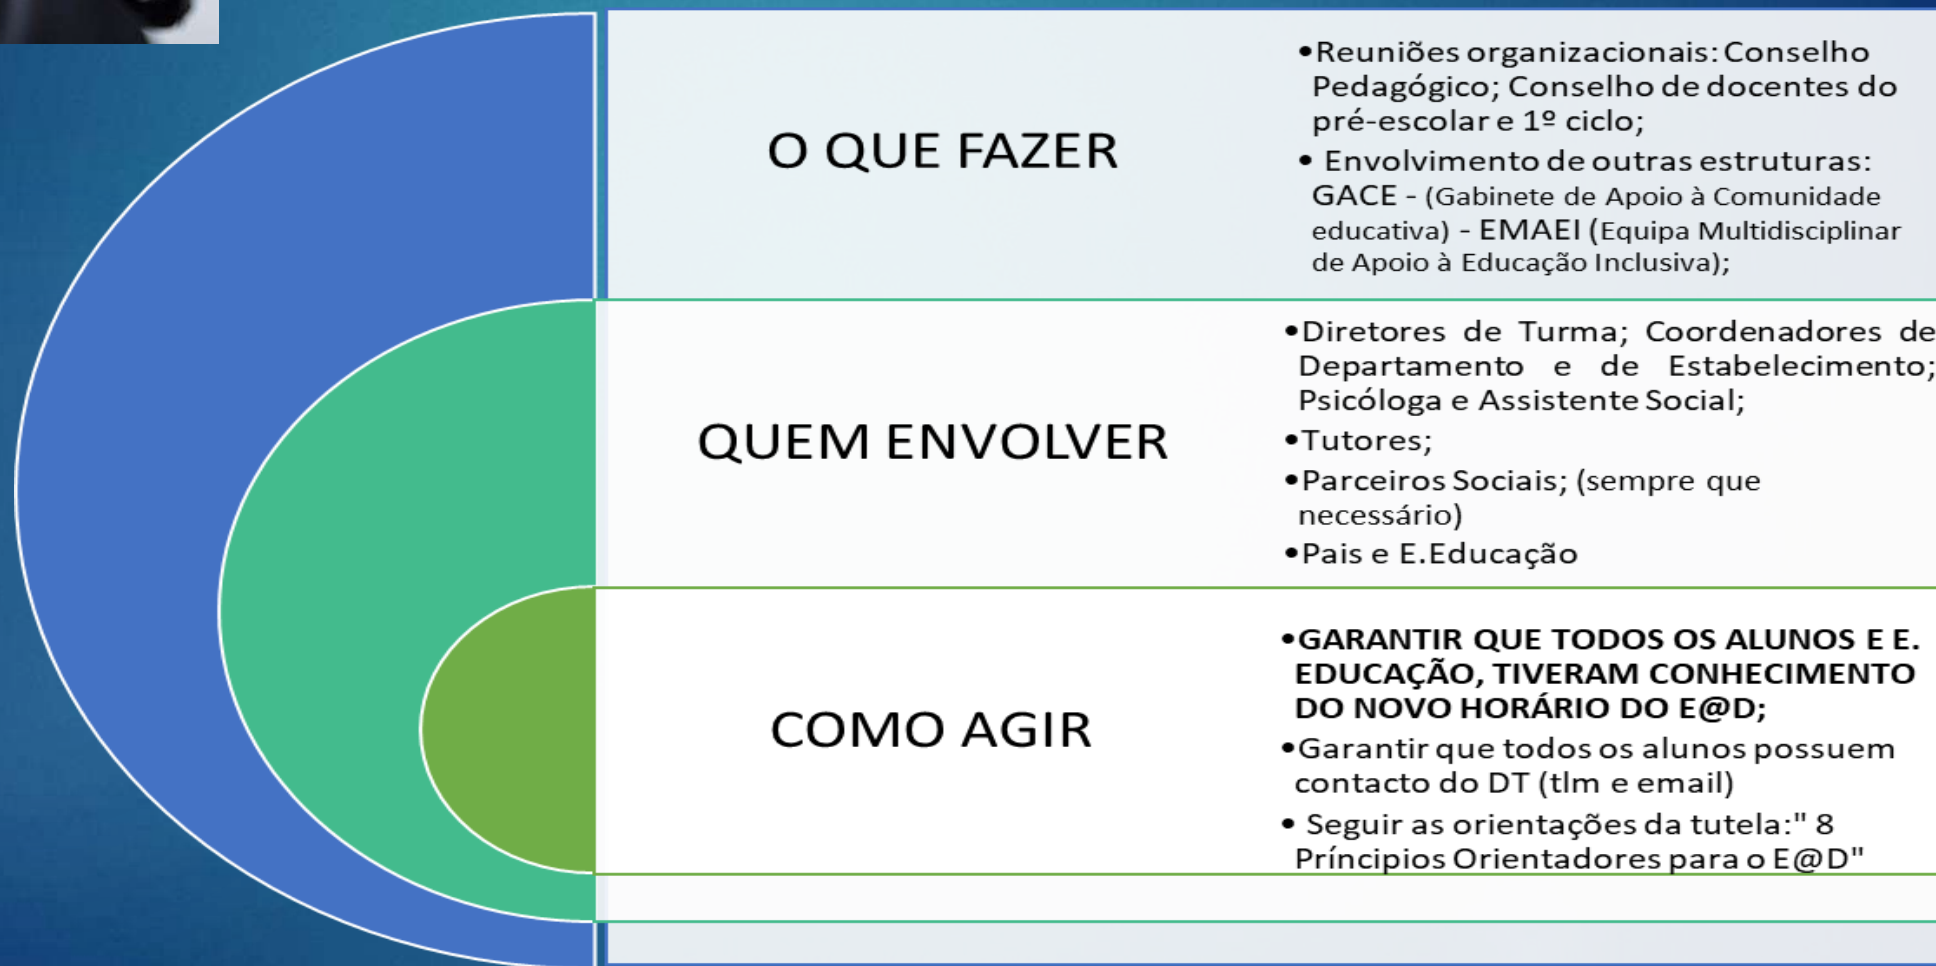 O QUE FAZER
•Reuniões organizacionais: Conselho
Pedagógico; Conselho de docentes do
pré-escolar e 1º ciclo;
• Envolvimento de outras estruturas:
GACE - (Gabinete de Apoio à Comunidade
educativa) - EMAEI (Equipa Multidisciplinar
de Apoio à Educação Inclusiva);
QUEM ENVOLVER
•Diretores de Turma; Coordenadores de
Departamento e de Estabelecimento;
Psicóloga e Assistente Social;
•Tutores;
•Parceiros Sociais; (sempre que
necessário)
•Pais e E.Educação
COMO AGIR
•GARANTIR QUE TODOS OS ALUNOS E E.
EDUCAÇÃO, TIVERAM CONHECIMENTO
DO NOVO HORÁRIO DO E@D;
•Garantir que todos os alunos possuem
contacto do DT (tlm e email)
• Seguir as orientações da tutela:" 8
Príncipios Orientadores para o E@D"